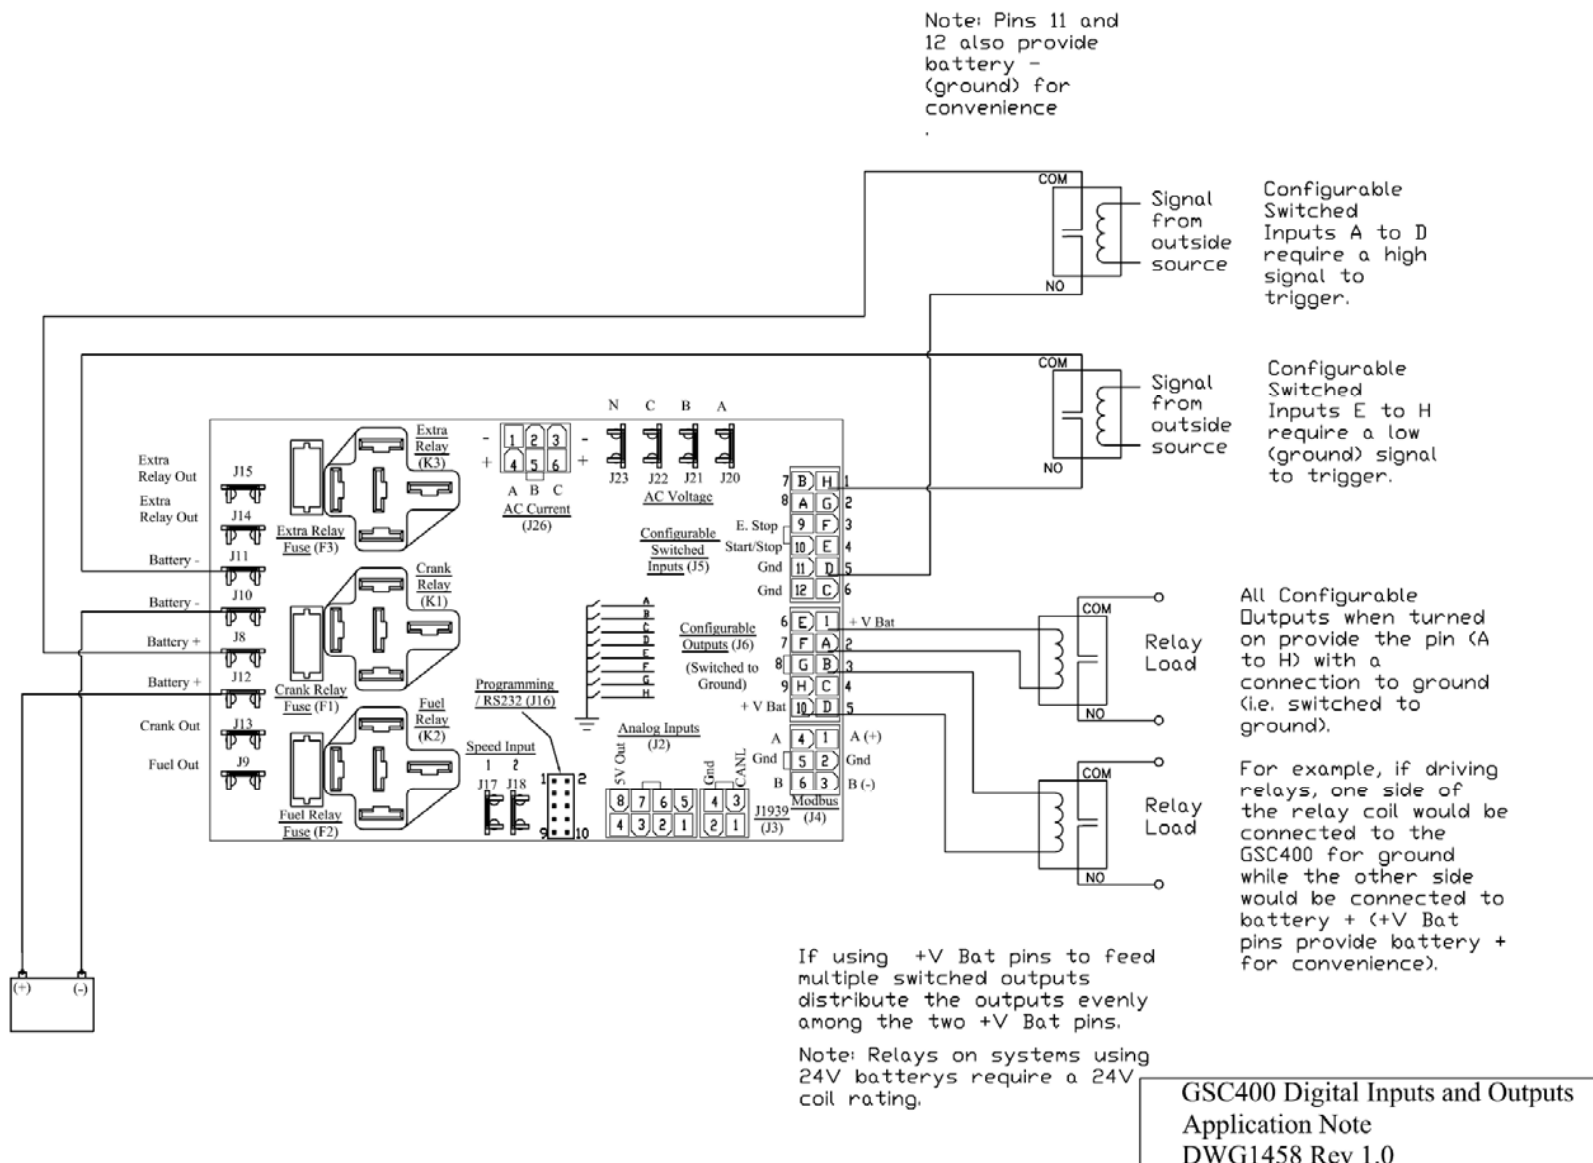 Note: Pins 11 and
12 also provide
battery -
(ground) for
convenience
.
COM
NO
Signal
from
outside
source
Configurable
Switched
Inputs A to D
require a high
signal to
trigger.
COM
NO
Signal
from
outside
source
Configurable
Switched
Inputs E to H
require a low
(ground) signal
to trigger.
Extra
Relay Out
J15
Extra
Relay Out
J14
Battery -
J11
Battery -
J10
Battery +
J8
Battery +
J12
Crank Out
J13
Fuel Out
J9
Extra
Relay
(K3)
Extra Relay
Fuse (F3)
Crank
Relay
(K1)
Crank Relay
Fuse (F1)
Fuel
Relay
(K2)
Fuel Relay
Fuse (F2)
- 1 2 3 -
+ 4 5 6 +
A B C
AC Current
(J26)
N C B A
J23 J22 J21 J20
AC Voltage
Configurable
Switched
Inputs (J5)
7 B H 1
8 A G 2
E. Stop 9 F 3
Start/Stop 10 E 4
Gnd 11 D 5
Gnd 12 C 6
A
B
C
D
E
F
G
H
Configurable
Outputs (J6)
(Switched to
Ground)
6 E 1 + V Bat
7 F A 2
8 G B 3
9 H C 4
+ V Bat 10 D 5
Programming
/ RS232 (J16)
1 2
9 10
Speed Input
1 2
J17 J18
Analog Inputs
(J2)
5V Out
8 7 6 5
4 3 2 1
Gnd
CANL
4 3
2 1
J1939
(J3)
A 4 1 A (+)
Gnd 5 2 Gnd
B 6 3 B (-)
Modbus
(J4)
COM
NO
Relay
Load
COM
NO
Relay
Load
All Configurable
Outputs when turned
on provide the pin (A
to H) with a
connection to ground
(i.e. switched to
ground).
For example, if driving
relays, one side of
the relay coil would be
connected to the
GSC400 for ground
while the other side
would be connected to
battery + (+V Bat
pins provide battery +
for convenience).
(+) (-)
If using +V Bat pins to feed
multiple switched outputs
distribute the outputs evenly
among the two +V Bat pins.
Note: Relays on systems using
24V batterys require a 24V
coil rating.
GSC400 Digital Inputs and Outputs
Application Note
DWG1458 Rev 1.0